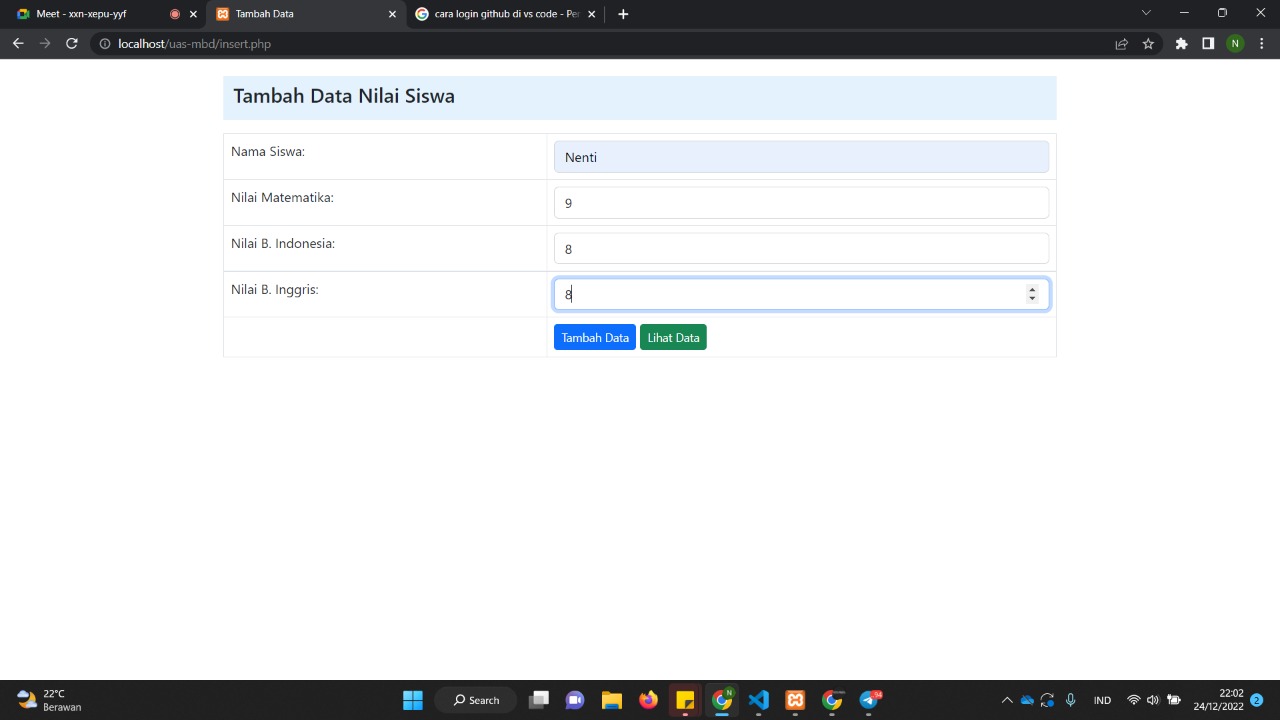 Meet - xxn-xepu-yyf
Tambah Data
cara login github di vs code - Per
localhost/uas-mbd/insert.php
N
Tambah Data Nilai Siswa
Nama Siswa:
Nenti
Nilai Matematika:
9
Nilai B. Indonesia:
8
Nilai B. Inggris:
8
Tambah Data
Lihat Data
22°C
Berawan
Search
N
94
IND
22:02
24/12/2022
2